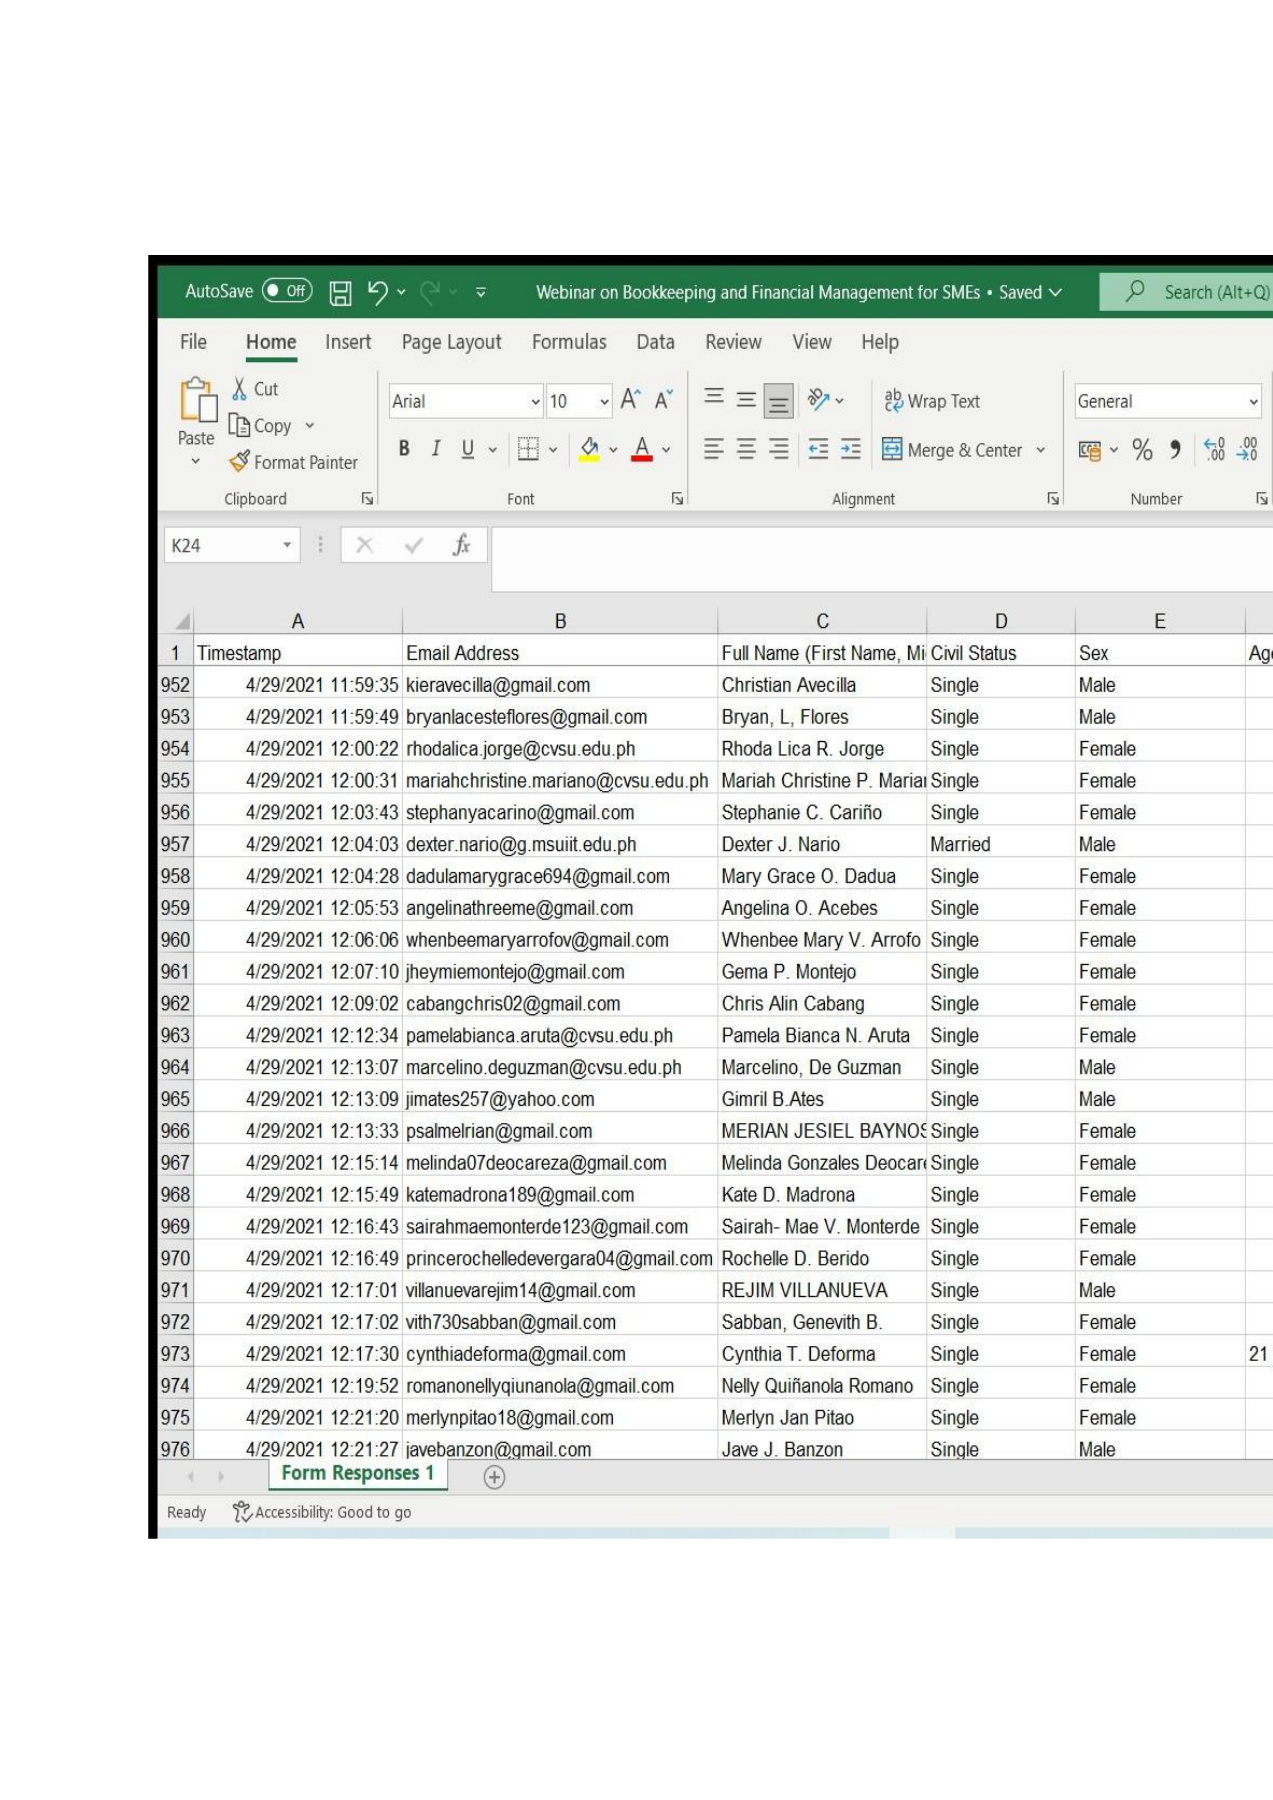 AutoSave Off Webinar on Bookkeeping and Financial Management for SMEs • Saved Search (Alt+Q)
File Home Insert Page Layout Formulas Data Review View Help
Cut
Copy
Paste
Format Painter
Arial 10
B I U A
Wrap Text
Merge & Center
General
Clipboard Font Alignment Number
K24 fx
A B C D E
1 Timestamp Email Address Full Name (First Name, Mi Civil Status Sex Age
952 4/29/2021 11:59:35 kieravecilla@gmail.com Christian Avecilla Single Male
953 4/29/2021 11:59:49 bryanlacesteflores@gmail.com Bryan, L, Flores Single Male
954 4/29/2021 12:00:22 rhodalica.jorge@cvsu.edu.ph Rhoda Lica R. Jorge Single Female
955 4/29/2021 12:00:31 mariahchristine.mariano@cvsu.edu.ph Mariah Christine P. Marian Single Female
956 4/29/2021 12:03:43 stephanyacarino@gmail.com Stephanie C. Cariño Single Female
957 4/29/2021 12:04:03 dexter.nario@g.msuiit.edu.ph Dexter J. Nario Married Male
958 4/29/2021 12:04:28 dadulamarygrace694@gmail.com Mary Grace O. Dadua Single Female
959 4/29/2021 12:05:53 angelinathreeme@gmail.com Angelina O. Acebes Single Female
960 4/29/2021 12:06:06 whenbeemaryarrofov@gmail.com Whenbee Mary V. Arrofo Single Female
961 4/29/2021 12:07:10 jheymiemontejo@gmail.com Gema P. Montejo Single Female
962 4/29/2021 12:09:02 cabangchris02@gmail.com Chris Alin Cabang Single Female
963 4/29/2021 12:12:34 pamelabianca.aruta@cvsu.edu.ph Pamela Bianca N. Aruta Single Female
964 4/29/2021 12:13:07 marcelino.deguzman@cvsu.edu.ph Marcelino, De Guzman Single Male
965 4/29/2021 12:13:09 jimates257@yahoo.com Gimril B.Ates Single Male
966 4/29/2021 12:13:33 psalmelrian@gmail.com MERIAN JESIEL BAYNOS Single Female
967 4/29/2021 12:15:14 melinda07deocareza@gmail.com Melinda Gonzales Deocare Single Female
968 4/29/2021 12:15:49 katemadrona189@gmail.com Kate D. Madrona Single Female
969 4/29/2021 12:16:43 sairahmaemonterde123@gmail.com Sairah- Mae V. Monterde Single Female
970 4/29/2021 12:16:49 princerochelledevergara04@gmail.com Rochelle D. Berido Single Female
971 4/29/2021 12:17:01 villanuevarejim14@gmail.com REJIM VILLANUEVA Single Male
972 4/29/2021 12:17:02 vith730sabban@gmail.com Sabban, Genevith B. Single Female
973 4/29/2021 12:17:30 cynthiadeforma@gmail.com Cynthia T. Deforma Single Female 21
974 4/29/2021 12:19:52 romanonellyqiunanola@gmail.com Nelly Quiñanola Romano Single Female
975 4/29/2021 12:21:20 merlynpitao18@gmail.com Merlyn Jan Pitao Single Female
976 4/29/2021 12:21:27 javebanzon@gmail.com Jave J. Banzon Single Male
Form Responses 1
Ready Accessibility: Good to go